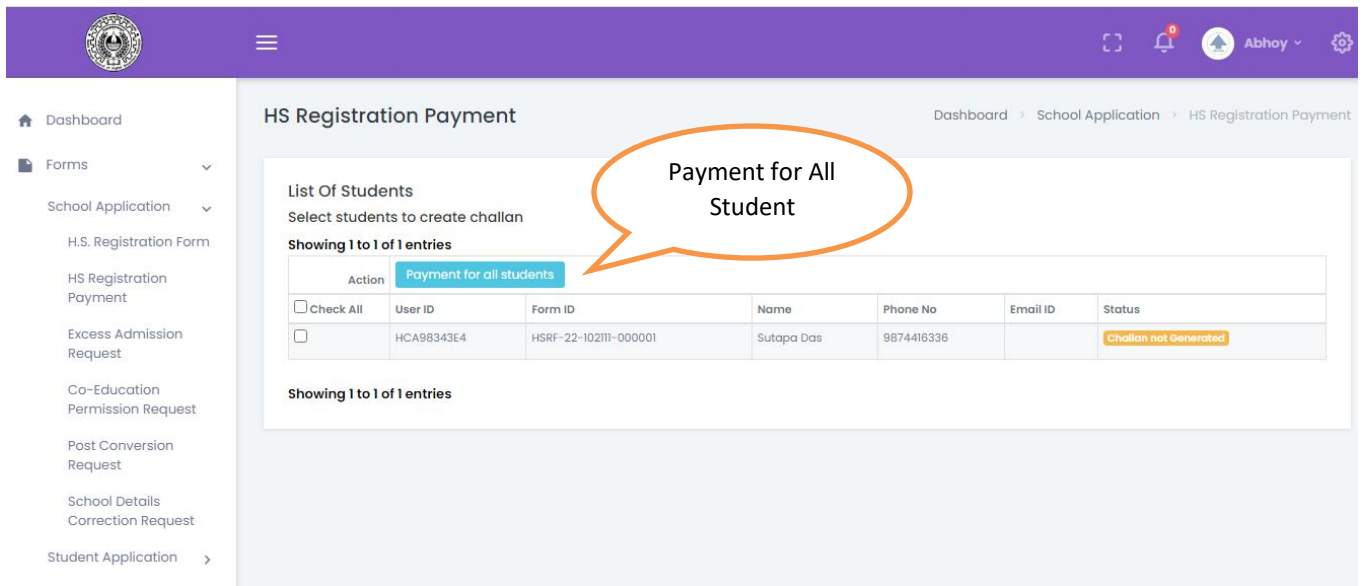 0
Abhoy
Dashboard
Forms
School Application
H.S. Registration Form
HS Registration
Payment
Excess Admission
Request
Co-Education
Permission Request
Post Conversion
Request
School Details
Correction Request
Student Application
HS Registration Payment
Dashboard School Application HS Registration Payment
Payment for All
Student
List Of Students
Select students to create challan
Showing 1 to 1 of 1 entries
Action Payment for all students
Check All User ID Form ID Name Phone No Email ID Status
HCA98343E4 HSRF-22-102111-000001 Sutapa Das 9874416336 Challan not Generated
Showing 1 to 1 of 1 entries